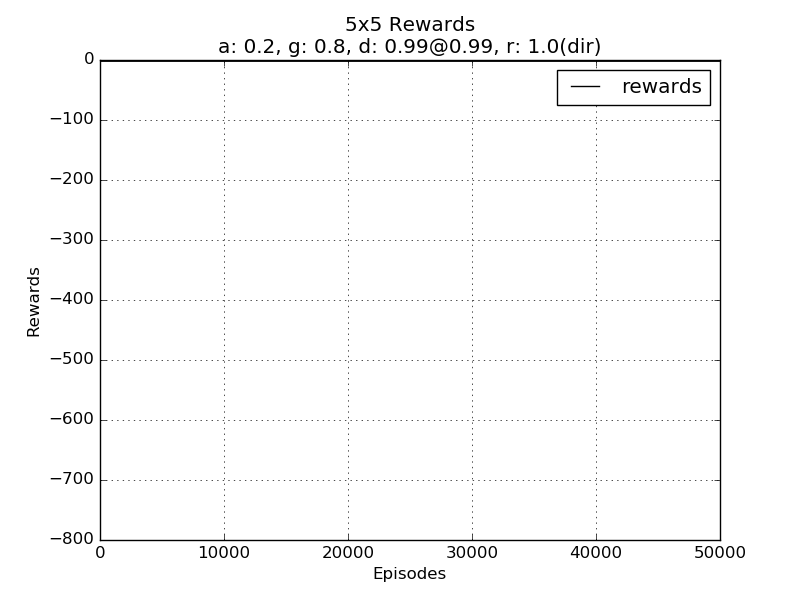 5x5 Rewards
a: 0.2, g: 0.8, d: 0.99@0.99, r: 1.0(dir)
rewards
0
−100
−200
−300
−400
−500
−600
−700
−800
Rewards
0 10000 20000 30000 40000 50000
Episodes